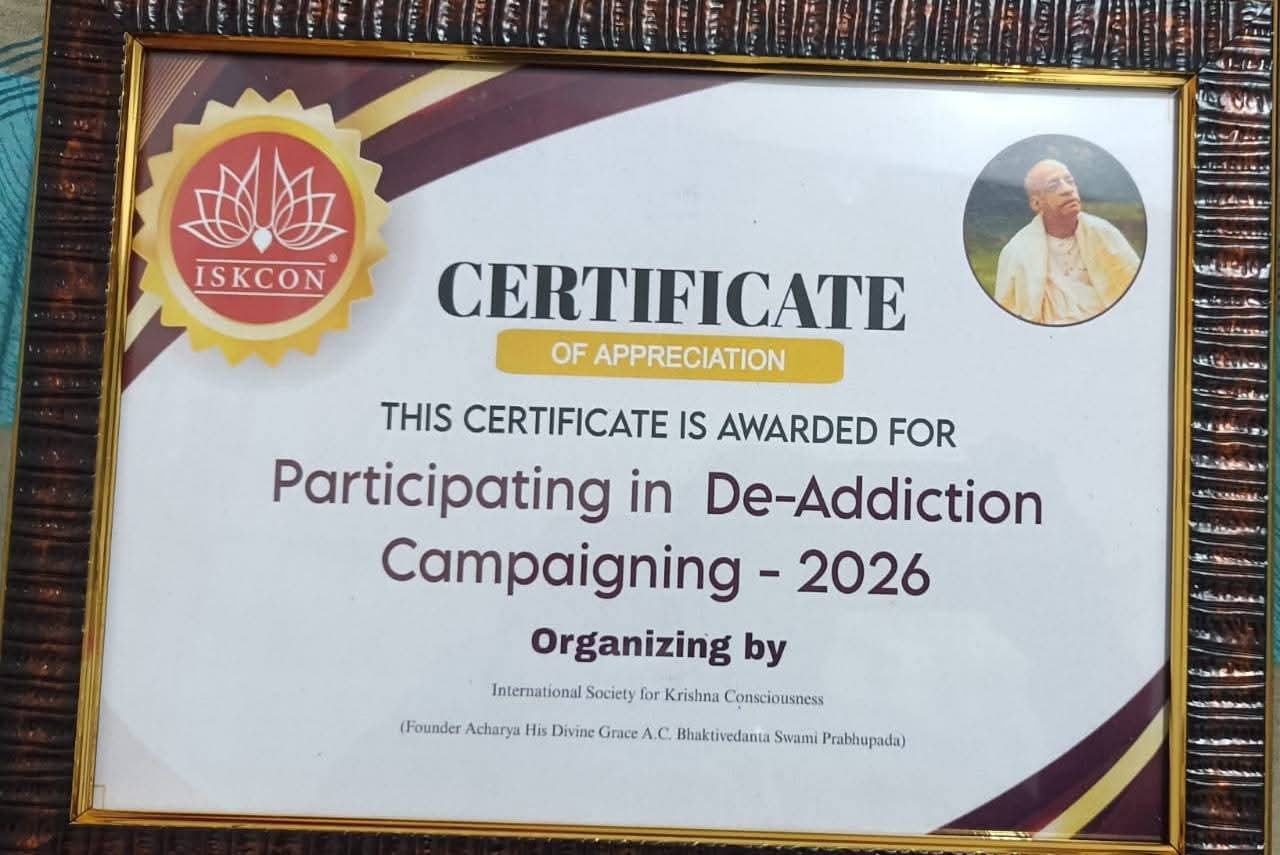 ISKCON®
CERTIFICATE
OF APPRECIATION
THIS CERTIFICATE IS AWARDED FOR
Participating in De-Addiction
Campaigning - 2026
Organizing by
International Society for Krishna Consciousness
(Founder Acharya His Divine Grace A.C. Bhaktivedanta Swami Prabhupada)